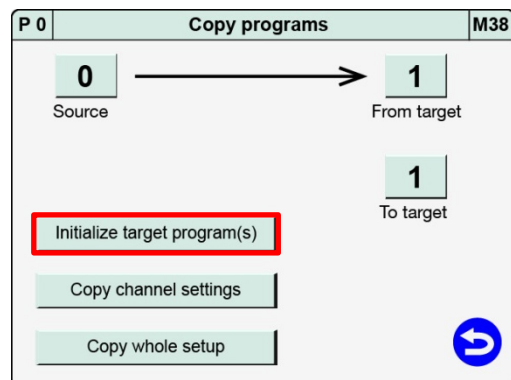 P 0 Copy programs M38
0 1
Source From target
1
To target
Initialize target program(s)
Copy channel settings
Copy whole setup